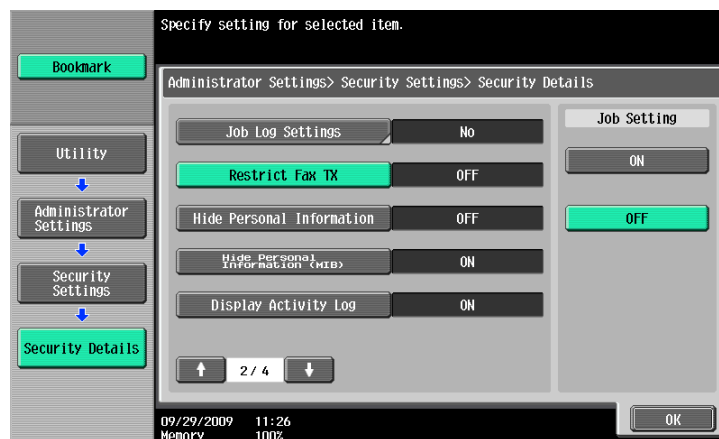 Specify setting for selected item.
Bookmark
Administrator Settings> Security Settings> Security Details
Utility
Administrator
Settings
Security
Settings
Security Details
Job Log Settings
No
Restrict Fax TX
OFF
Hide Personal Information
OFF
Hide Personal
Information (MIB)
ON
Display Activity Log
ON
2/ 4
Job Setting
ON
OFF
09/29/2009 11:26
Memory 100%
OK